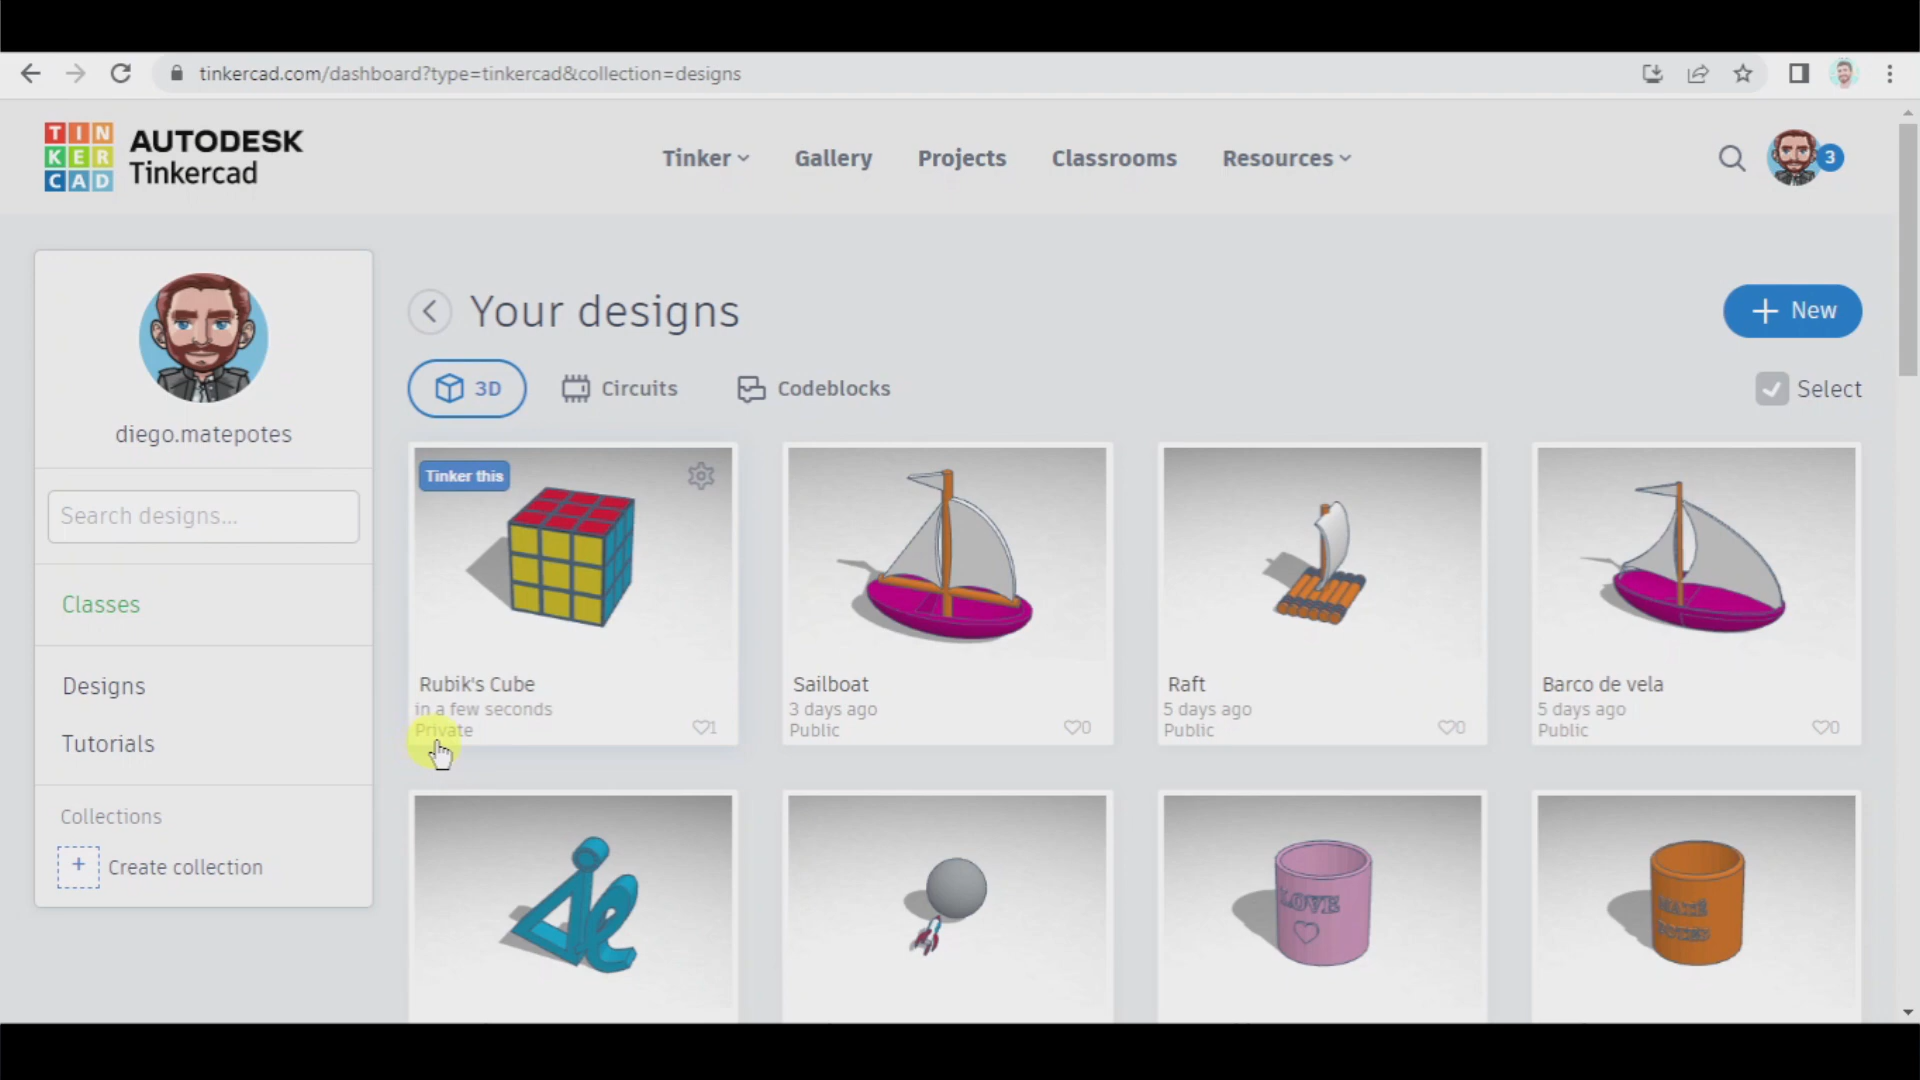 tinkercad.com/dashboard?type=tinkercad&collection=designs
TIN
KER
CAD
AUTODESK
Tinkercad
Tinker
Gallery
Projects
Classrooms
Resources
3
diego.matepotes
Search designs...
Classes
Designs
Tutorials
Collections
+ Create collection
Your designs
+ New
3D
Circuits
Codeblocks
Select
Tinker this
Rubik's Cube
in a few seconds
Private
1
Sailboat
3 days ago
Public
0
Raft
5 days ago
Public
0
Barco de vela
5 days ago
Public
0
LOVE
MATE
POTES